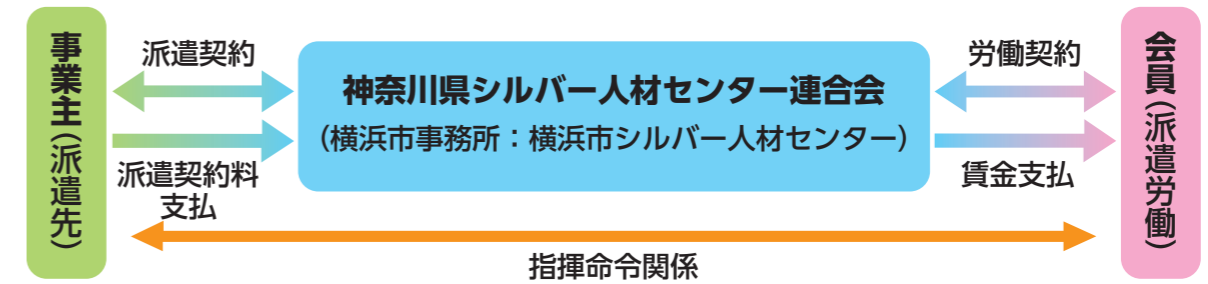 事業主（派遣先）
派遣契約
派遣契約料
支払
神奈川県シルバー人材センター連合会
（横浜市事務所：横浜市シルバー人材センター）
労働契約
賃金支払
会員（派遣労働）
指揮命令関係